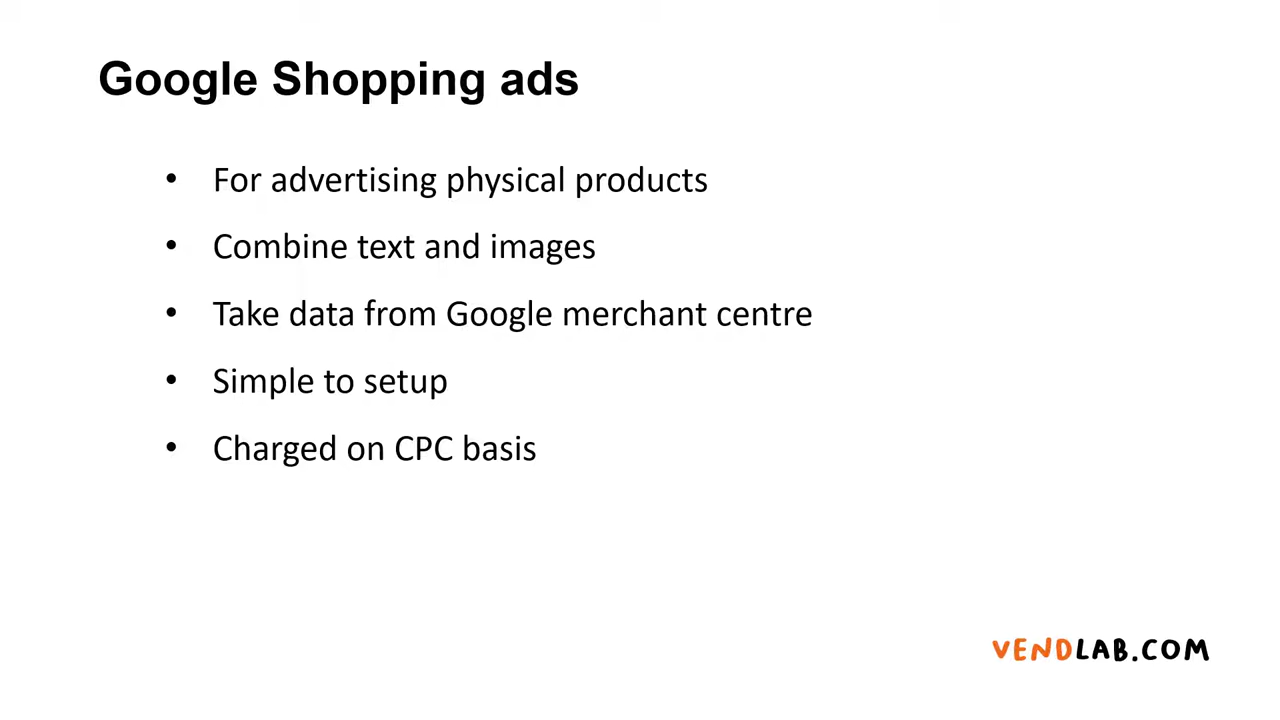 Google Shopping ads
• For advertising physical products
• Combine text and images
• Take data from Google merchant centre
• Simple to setup
• Charged on CPC basis
VENDLAB.COM